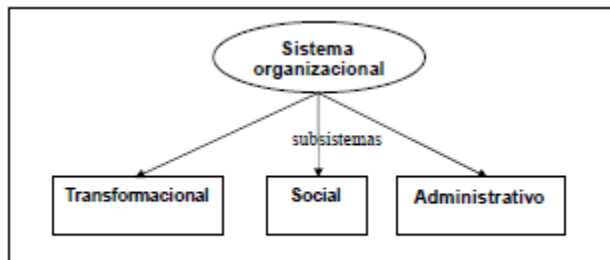 Sistema
organizacional
subsistemas
Transformacional
Social
Administrativo